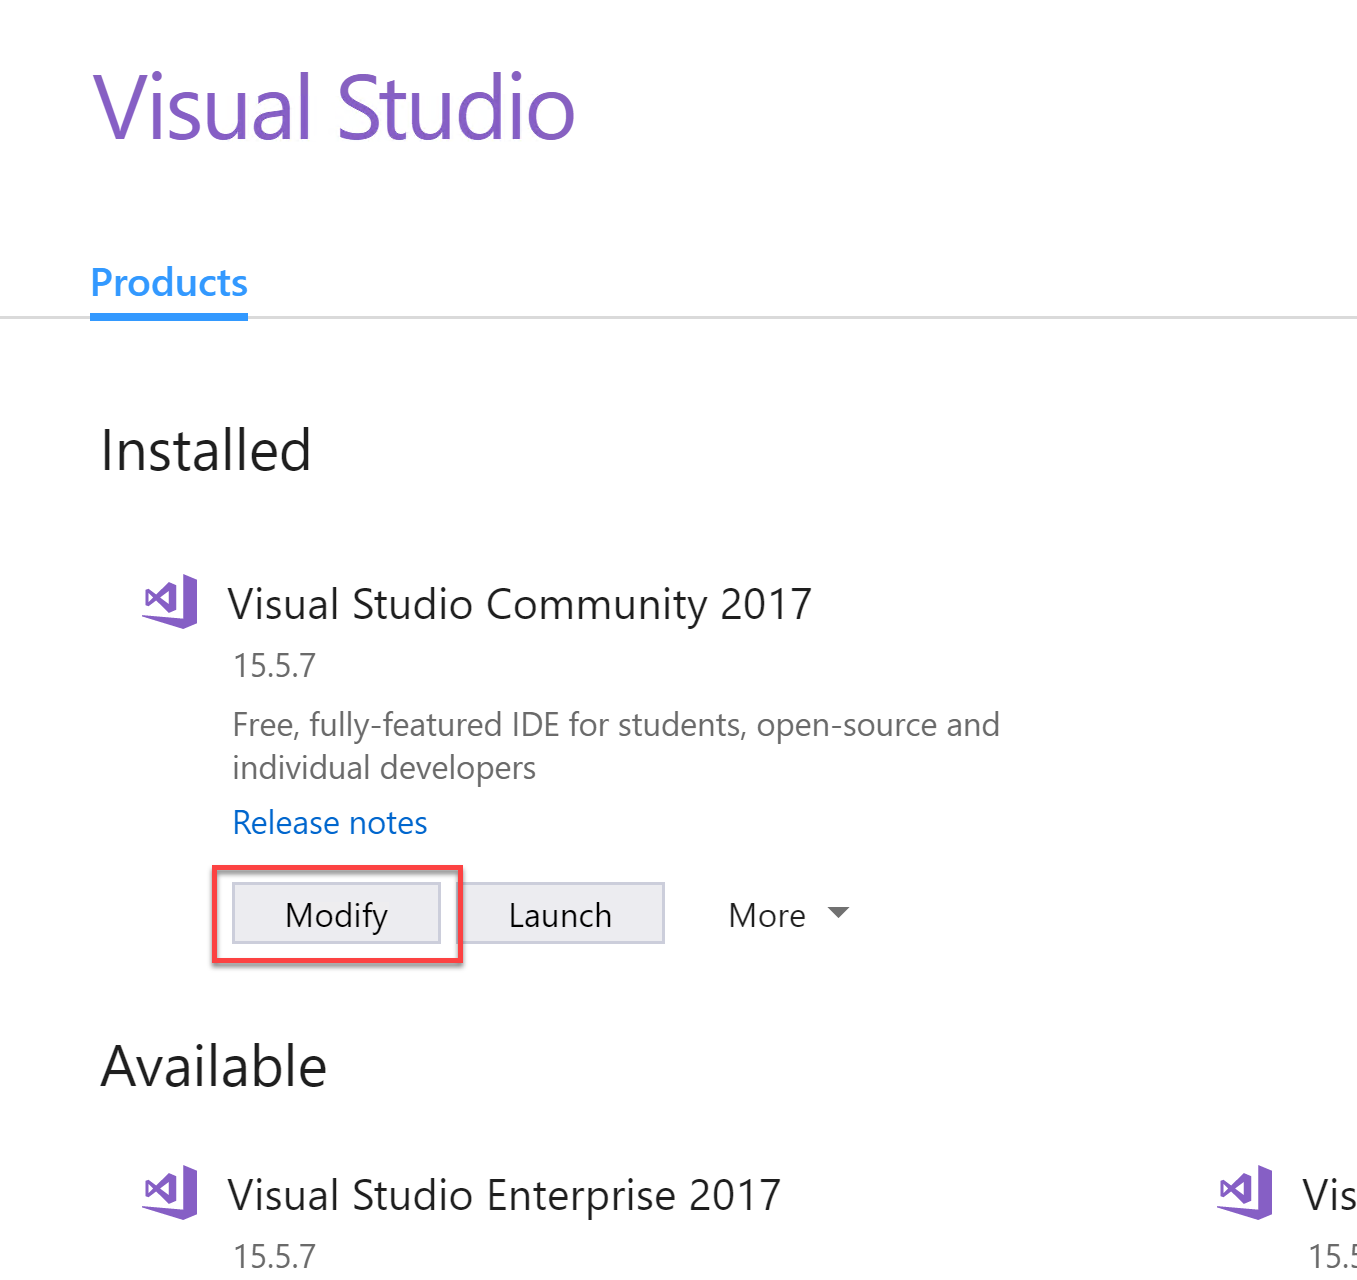 Visual Studio
Products
Installed
Visual Studio Community 2017
15.5.7
Free, fully-featured IDE for students, open-source and
individual developers
Release notes
Modify
Launch
More
Available
Visual Studio Enterprise 2017
15.5.7
Vis
15.5